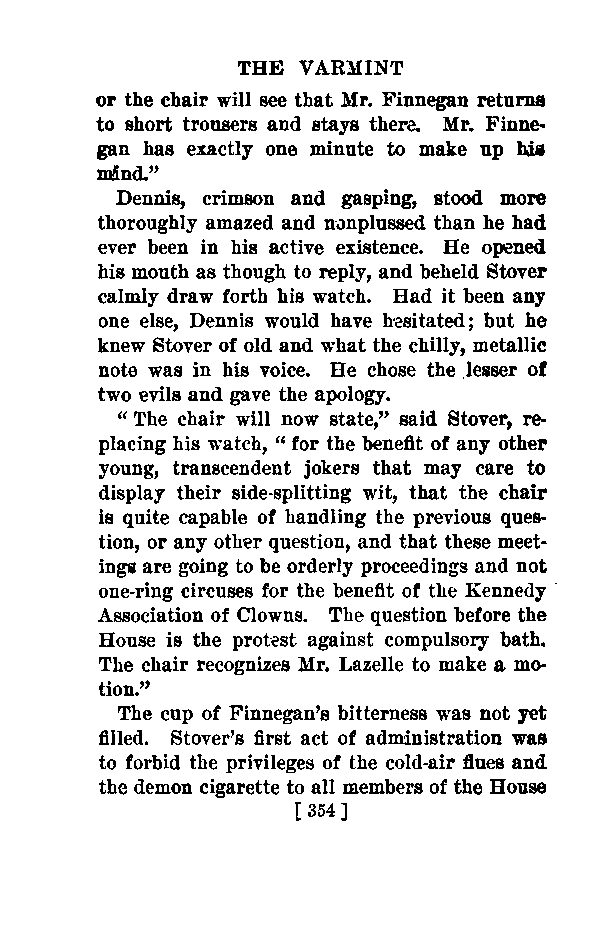 THE VARMINT
or the chair will see that Mr. Finnegan returns
to short trousers and stays there. Mr. Finne-
gan has exactly one minute to make up his
mind.”
Dennis, crimson and gasping, stood more
thoroughly amazed and nonplussed than he had
ever been in his active existence. He opened
his mouth as though to reply, and beheld Stover
calmly draw forth his watch. Had it been any
one else, Dennis would have hesitated; but he
knew Stover of old and what the chilly, metallic
note was in his voice. He chose the lesser of
two evils and gave the apology.
“ The chair will now state,” said Stover, re-
placing his watch, “ for the benefit of any other
young, transcendent jokers that may care to
display their side-splitting wit, that the chair
is quite capable of handling the previous ques-
tion, or any other question, and that these meet-
ings are going to be orderly proceedings and not
one-ring circuses for the benefit of the Kennedy
Association of Clowns. The question before the
House is the protest against compulsory bath.
The chair recognizes Mr. Lazelle to make a mo-
tion.”
The cup of Finnegan’s bitterness was not yet
filled. Stover’s first act of administration was
to forbid the privileges of the cold-air flues and
the demon cigarette to all members of the House
[ 354 ]